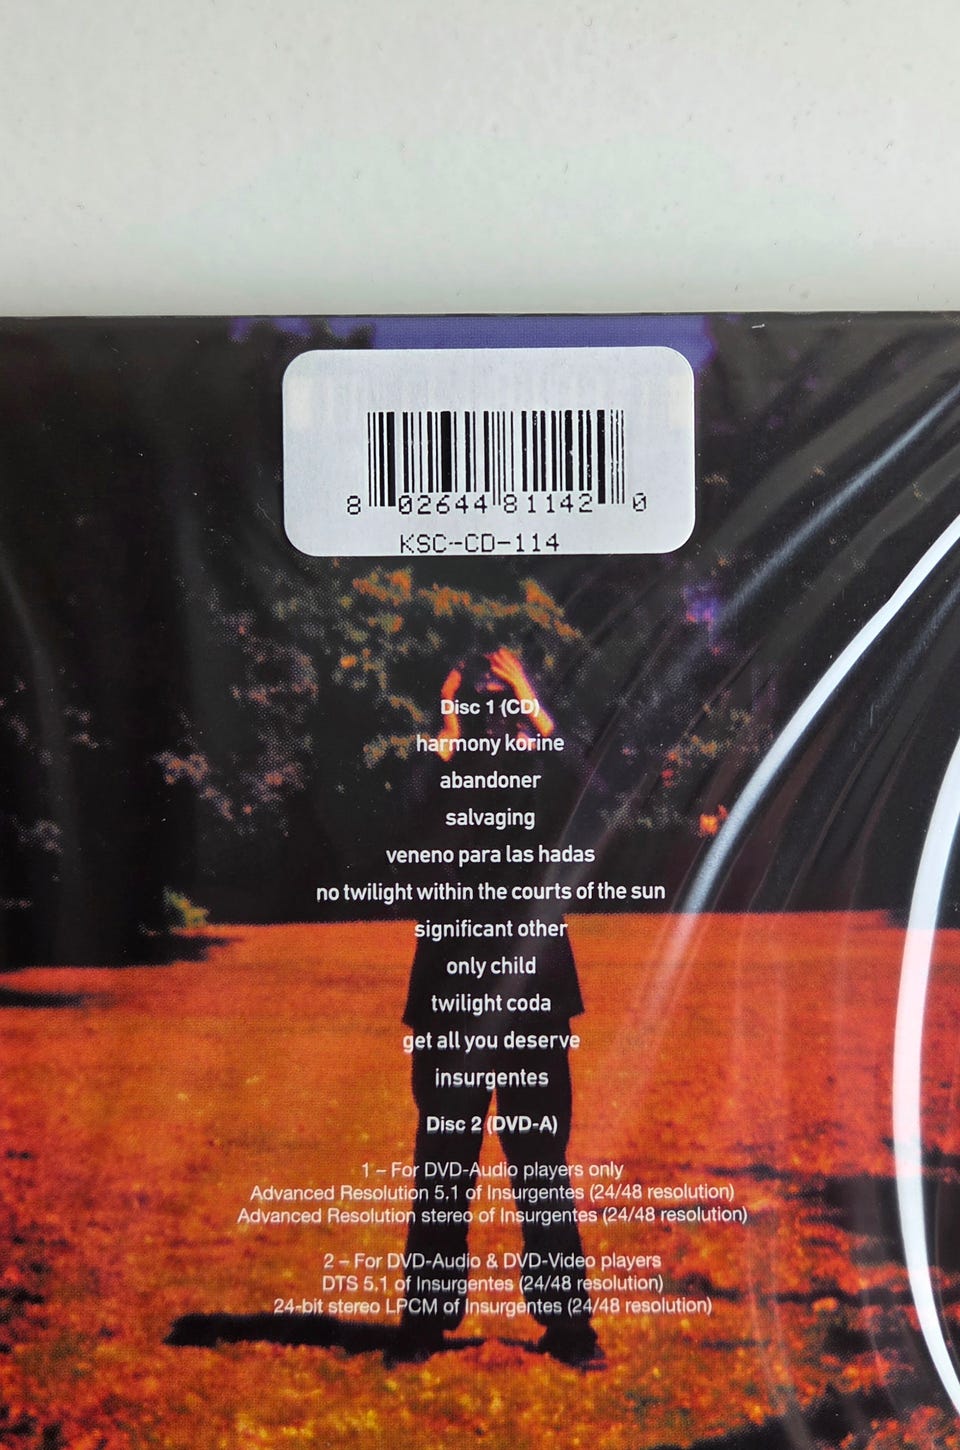 8 02644 81142 0
KSC-CD-114
Disc 1 (CD)
harmony korine
abandoner
salvaging
veneno para las hadas
no twilight within the courts of the sun
significant other
only child
twilight coda
get all you deserve
insurgentes
Disc 2 (DVD-A)
1 – For DVD-Audio players only
Advanced Resolution 5.1 of Insurgentes (24/48 resolution)
Advanced Resolution stereo of Insurgentes (24/48 resolution)
2 – For DVD-Audio & DVD-Video players
DTS 5.1 of Insurgentes (24/48 resolution)
24-bit stereo LPCM of Insurgentes (24/48 resolution)